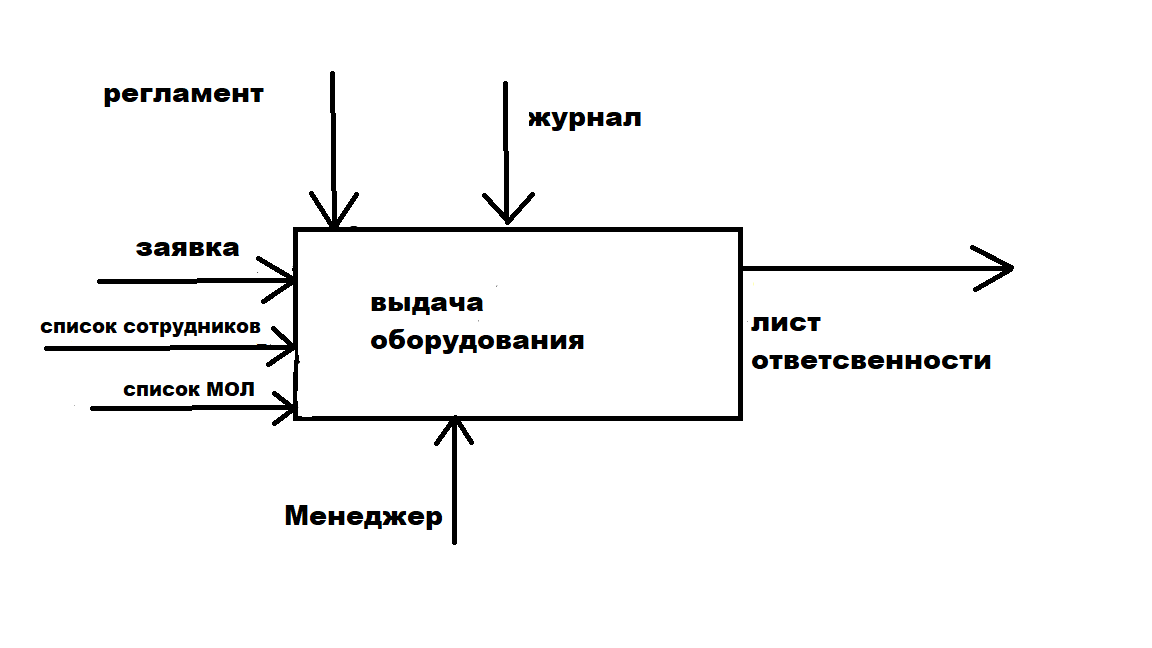 регламент
журнал
заявка
список сотрудников
список МОЛ
выдача
оборудования
лист
ответсвенности
Менеджер